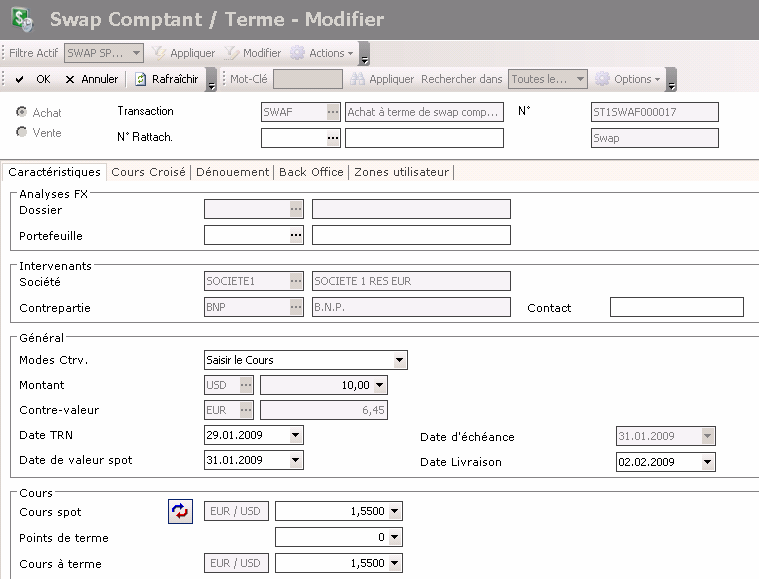 Swap Comptant / Terme - Modifier
Filtre Actif SWAP SP... Appliquer Modifier Actions
OK Annuler Rafraîchir Mot-Clé Appliquer Rechercher dans Toutes le... Options
Achat Transaction SWAF ... Achat à terme de swap comp... N° ST1SWAF000017
Vente N° Rattach. ... Swap
Caractéristiques Cours Croisé Dénouement Back Office Zones utilisateur
Analyses FX
Dossier ...
Portefeuille ...
Intervenants
Société SOCIETE1 ... SOCIETE 1 RES EUR
Contrepartie BNP ... B.N.P. Contact
Général
Modes Ctrv. Saisir le Cours
Montant USD ... 10,00
Contre-valeur EUR ... 6,45
Date TRN 29.01.2009 Date d'échéance 31.01.2009
Date de valeur spot 31.01.2009 Date Livraison 02.02.2009
Cours
Cours spot EUR / USD 1,5500
Points de terme 0
Cours à terme EUR / USD 1,5500